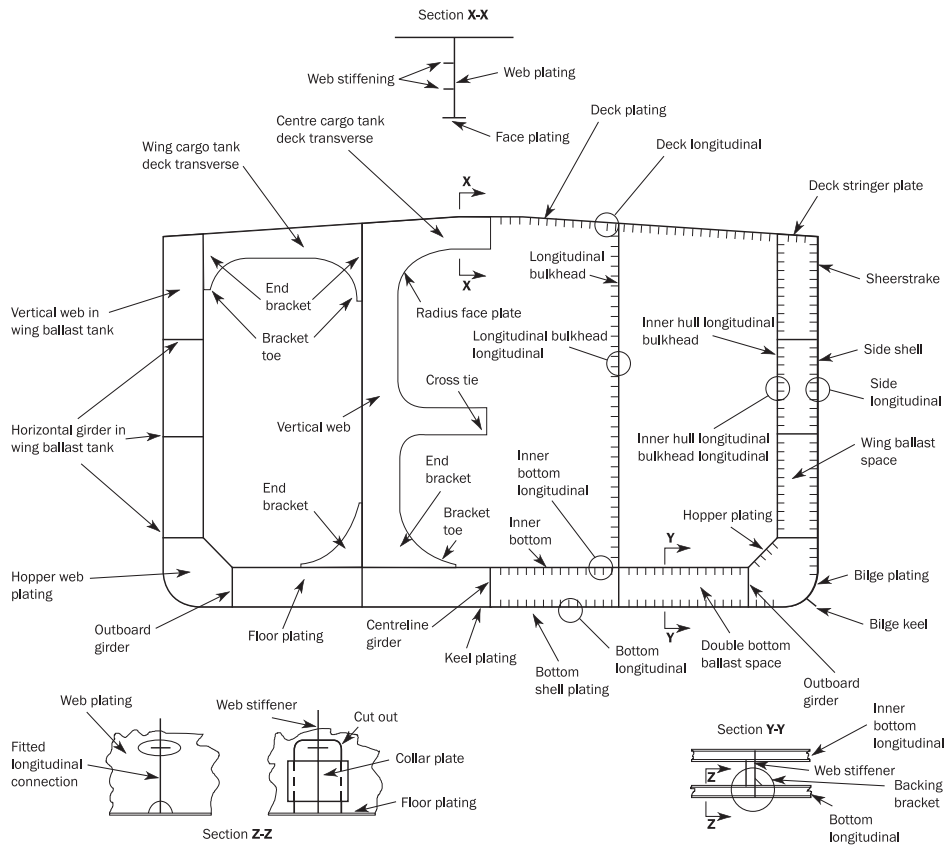 Section X-X
Web stiffening
Web plating
Face plating
Centre cargo tank
deck transverse
Wing cargo tank
deck transverse
Deck plating
Deck longitudinal
Deck stringer plate
X
X
Sheerstrake
Longitudinal
bulkhead
End
bracket
Radius face plate
Vertical web in
wing ballast tank
Bracket
toe
Longitudinal bulkhead
longitudinal
Inner hull longitudinal
bulkhead
Side shell
Cross tie
Side
longitudinal
Horizontal girder in
wing ballast tank
Vertical web
Inner hull longitudinal
bulkhead longitudinal
Wing ballast
space
End
bracket
End
bracket
Inner
bottom
longitudinal
Bracket
toe
Inner
bottom
Hopper plating
Y
Hopper web
plating
Bilge plating
Outboard
girder
Floor plating
Centreline
girder
Keel plating
Bottom
shell plating
Bottom
longitudinal
Y
Double bottom
ballast space
Bilge keel
Outboard
girder
Web plating
Fitted
longitudinal
connection
Web stiffener
Cut out
Collar plate
Floor plating
Section Z-Z
Section Y-Y
Inner
bottom
longitudinal
Web stiffener
Z
Backing
bracket
Z
Bottom
longitudinal